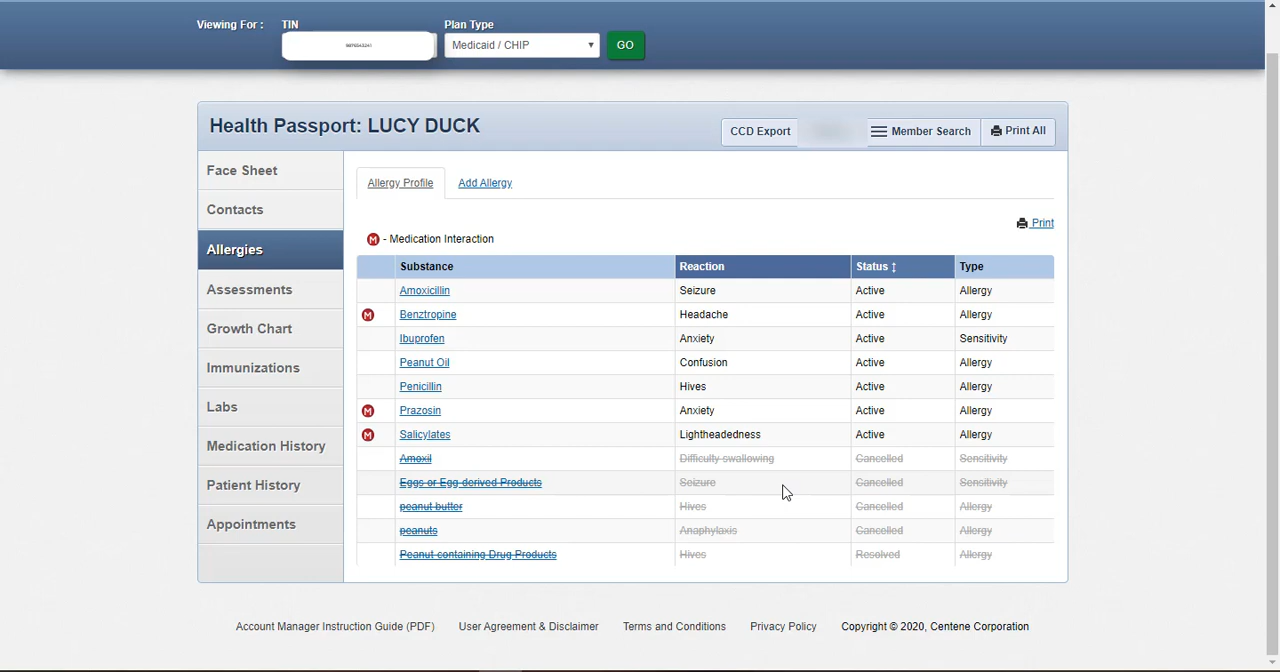 Viewing For : TIN Plan Type
Medicaid / CHIP GO
Health Passport: LUCY DUCK CCD Export Member Search Print All
Face Sheet
Contacts
Allergies
Assessments
Growth Chart
Immunizations
Labs
Medication History
Patient History
Appointments
Allergy Profile Add Allergy
Print
M - Medication Interaction
Substance Reaction Status Type
Amoxicillin Seizure Active Allergy
M Benztropine Headache Active Allergy
Ibuprofen Anxiety Active Sensitivity
Peanut Oil Confusion Active Allergy
Penicillin Hives Active Allergy
M Prazosin Anxiety Active Allergy
M Salicylates Lightheadedness Active Allergy
Amoxil Difficulty swallowing Cancelled Sensitivity
Eggs or Egg-derived Products Seizure Cancelled Sensitivity
peanut butter Hives Cancelled Allergy
peanuts Anaphylaxis Cancelled Allergy
Peanut-containing Drug Products Hives Resolved Allergy
Account Manager Instruction Guide (PDF) User Agreement & Disclaimer Terms and Conditions Privacy Policy Copyright © 2020, Centene Corporation